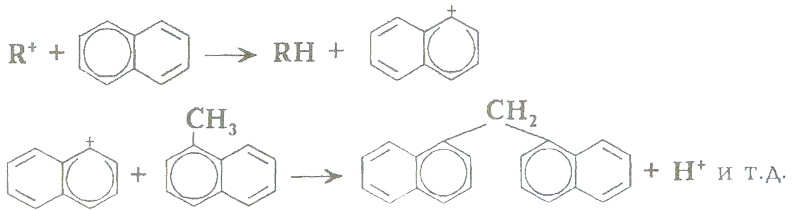 R⁺ + → RH + +
CH₃ CH₂
+ + → + H⁺ и т.д.